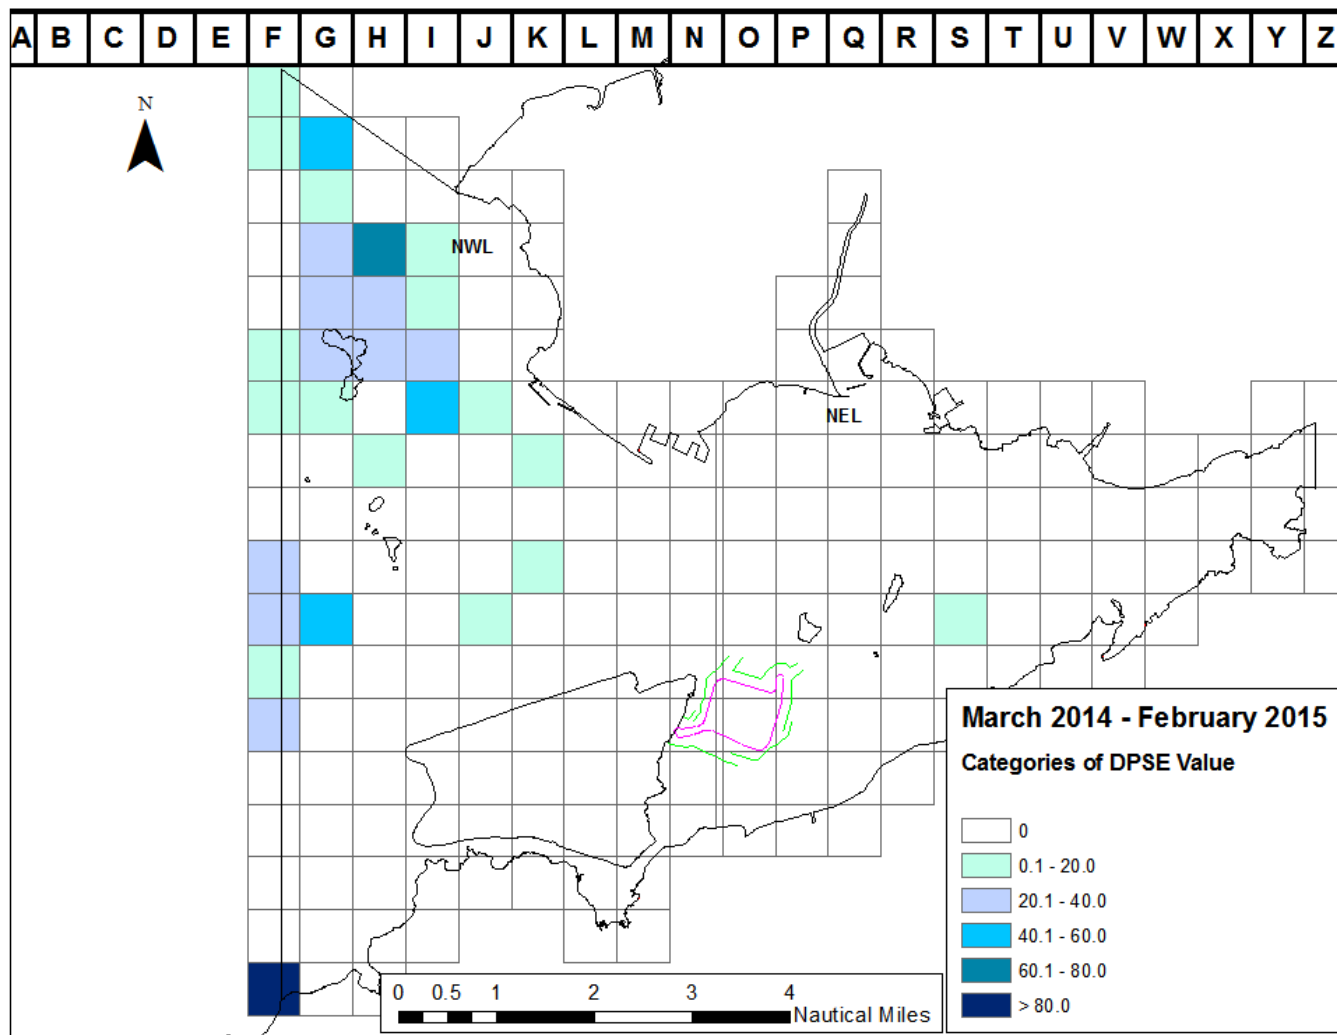 A B C D E F G H I J K L M N O P Q R S T U V W X Y Z
N
NWL
NEL
March 2014 - February 2015
Categories of DPSE Value
0
0.1 - 20.0
20.1 - 40.0
40.1 - 60.0
60.1 - 80.0
> 80.0
0 0.5 1 2 3 4
Nautical Miles